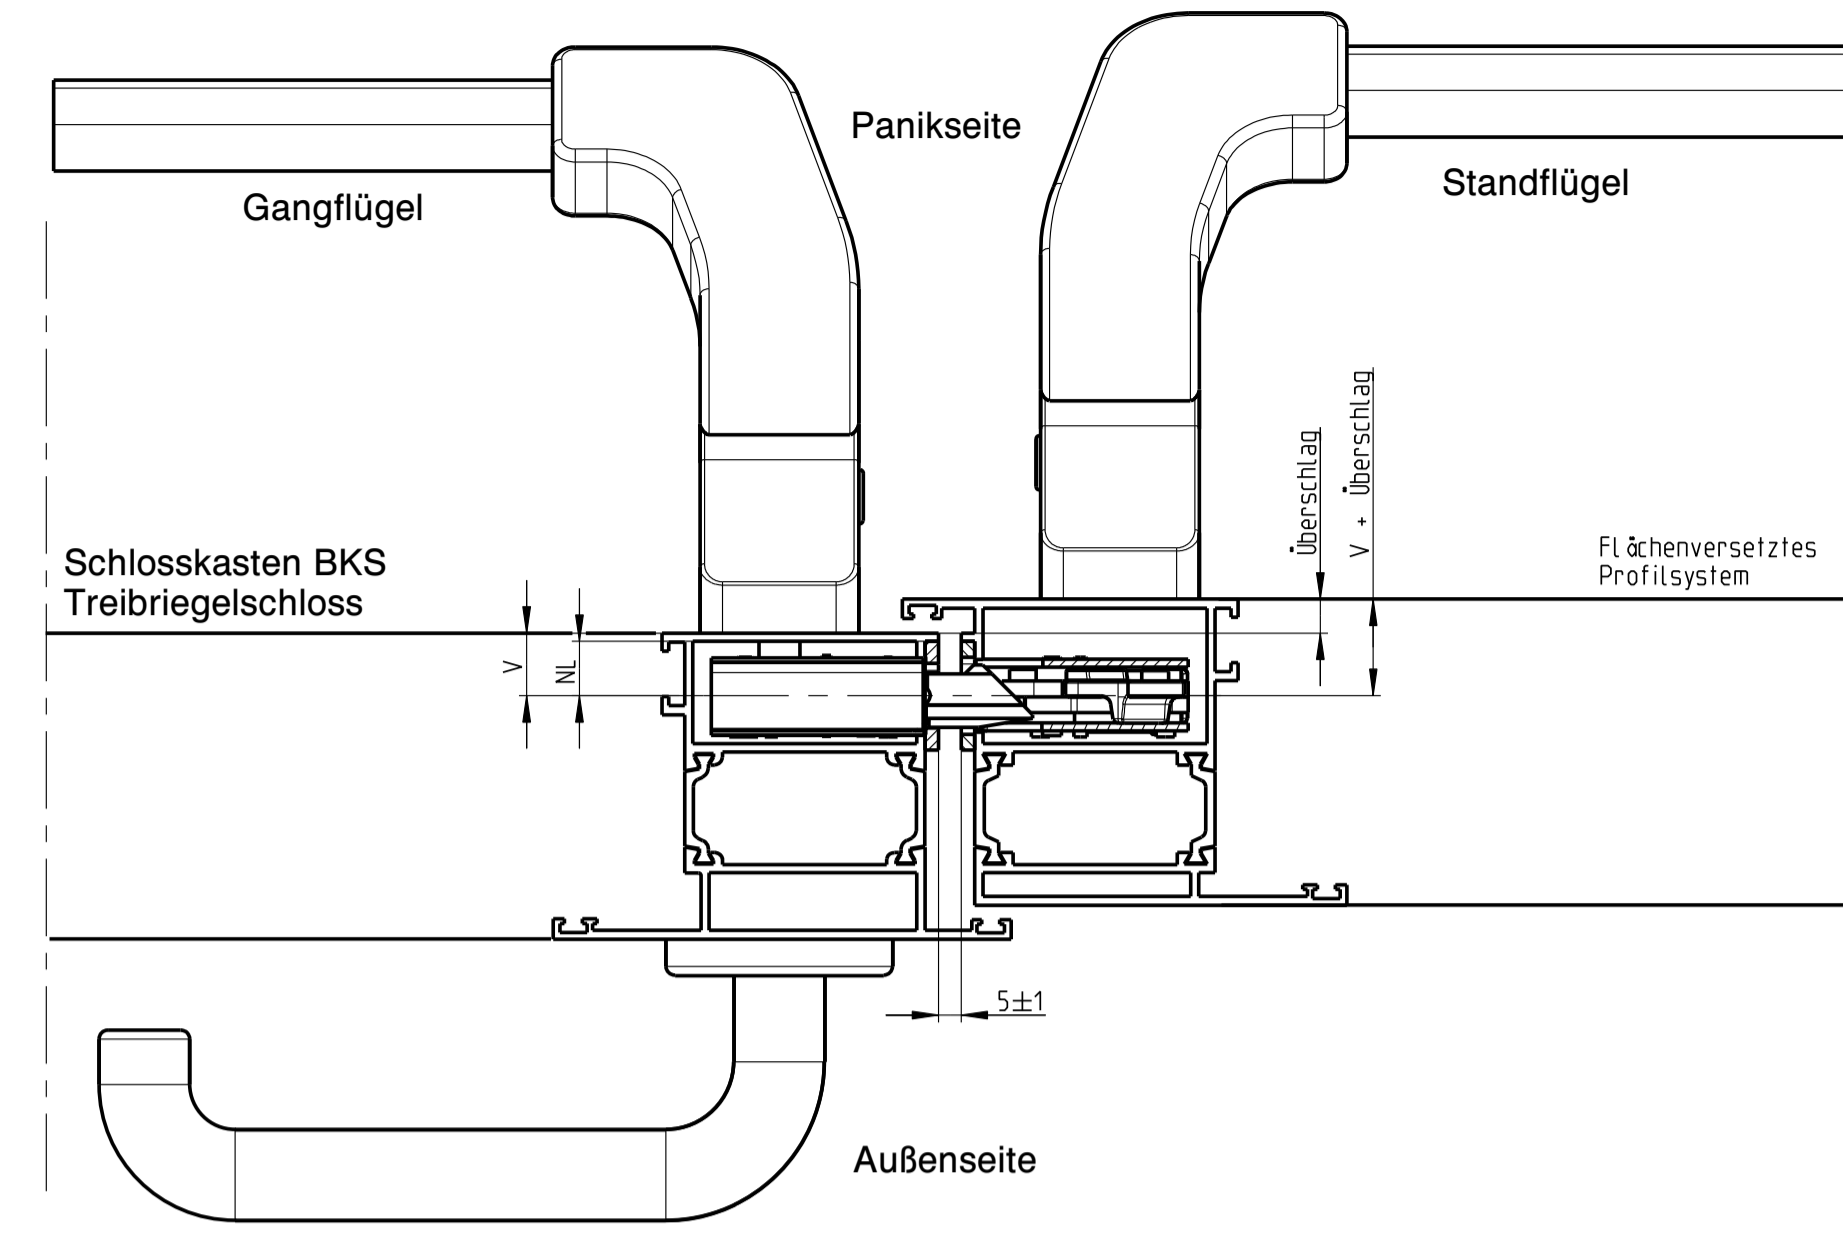 Panikseite
Standflügel
Gangflügel
Überschlag
V + Überschlag
Schlosskasten BKS
Treibriegelschloss
Flächenversetztes
Profilsystem
V
NL
5±1
Außenseite